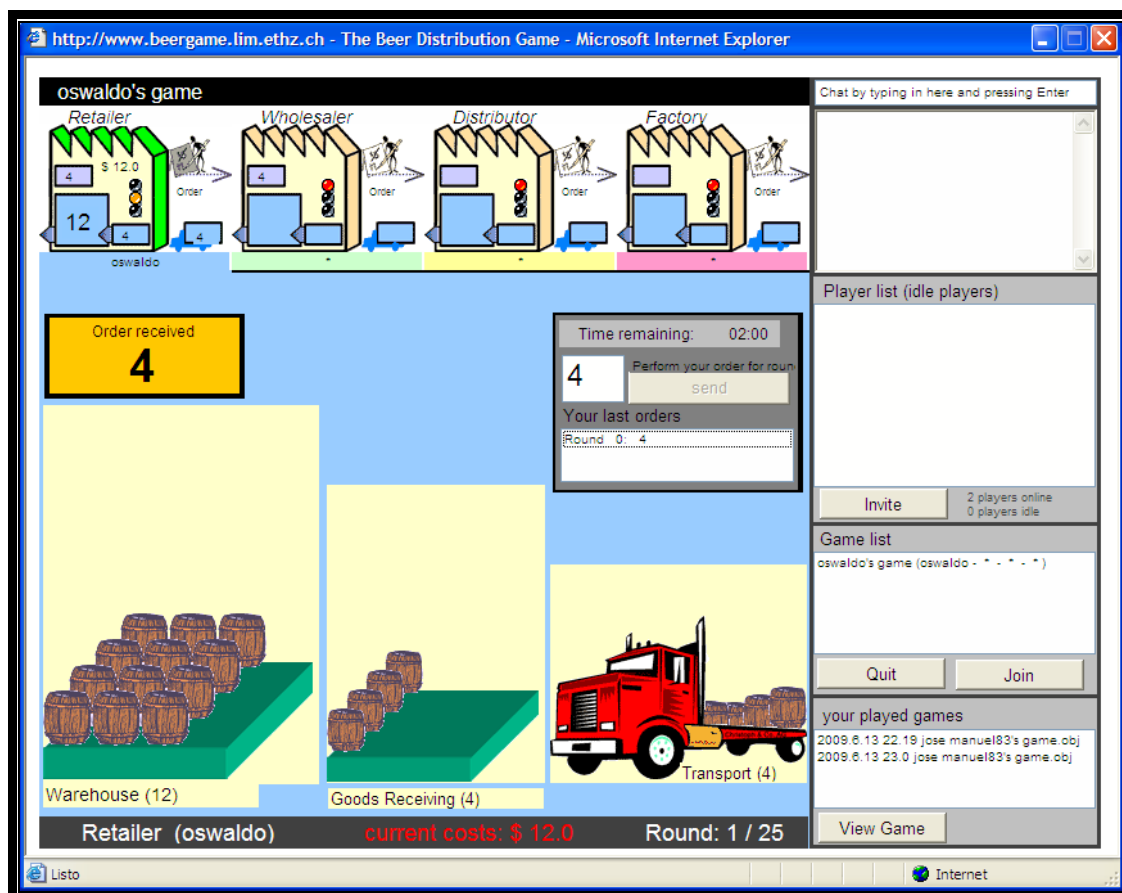 http://www.beergame.lim.ethz.ch - The Beer Distribution Game - Microsoft Internet Explorer
oswaldo's game
Retailer
Wholesaler
Distributor
Factory
4
$ 12.0
Order
12
4
4
4
Order
Order
Order
oswaldo
*
*
*
Order received
4
Time remaining: 02:00
4
Perform your order for roun
send
Your last orders
Round 0: 4
Warehouse (12)
Goods Receiving (4)
Transport (4)
Retailer (oswaldo)
current costs: $ 12.0
Round: 1 / 25
Chat by typing in here and pressing Enter
Player list (idle players)
Invite
2 players online
0 players idle
Game list
oswaldo's game (oswaldo - * - * - * )
Quit
Join
your played games
2009.6.13 22.19 jose manuel83's game.obj
2009.6.13 23.0 jose manuel83's game.obj
View Game
Listo
Internet